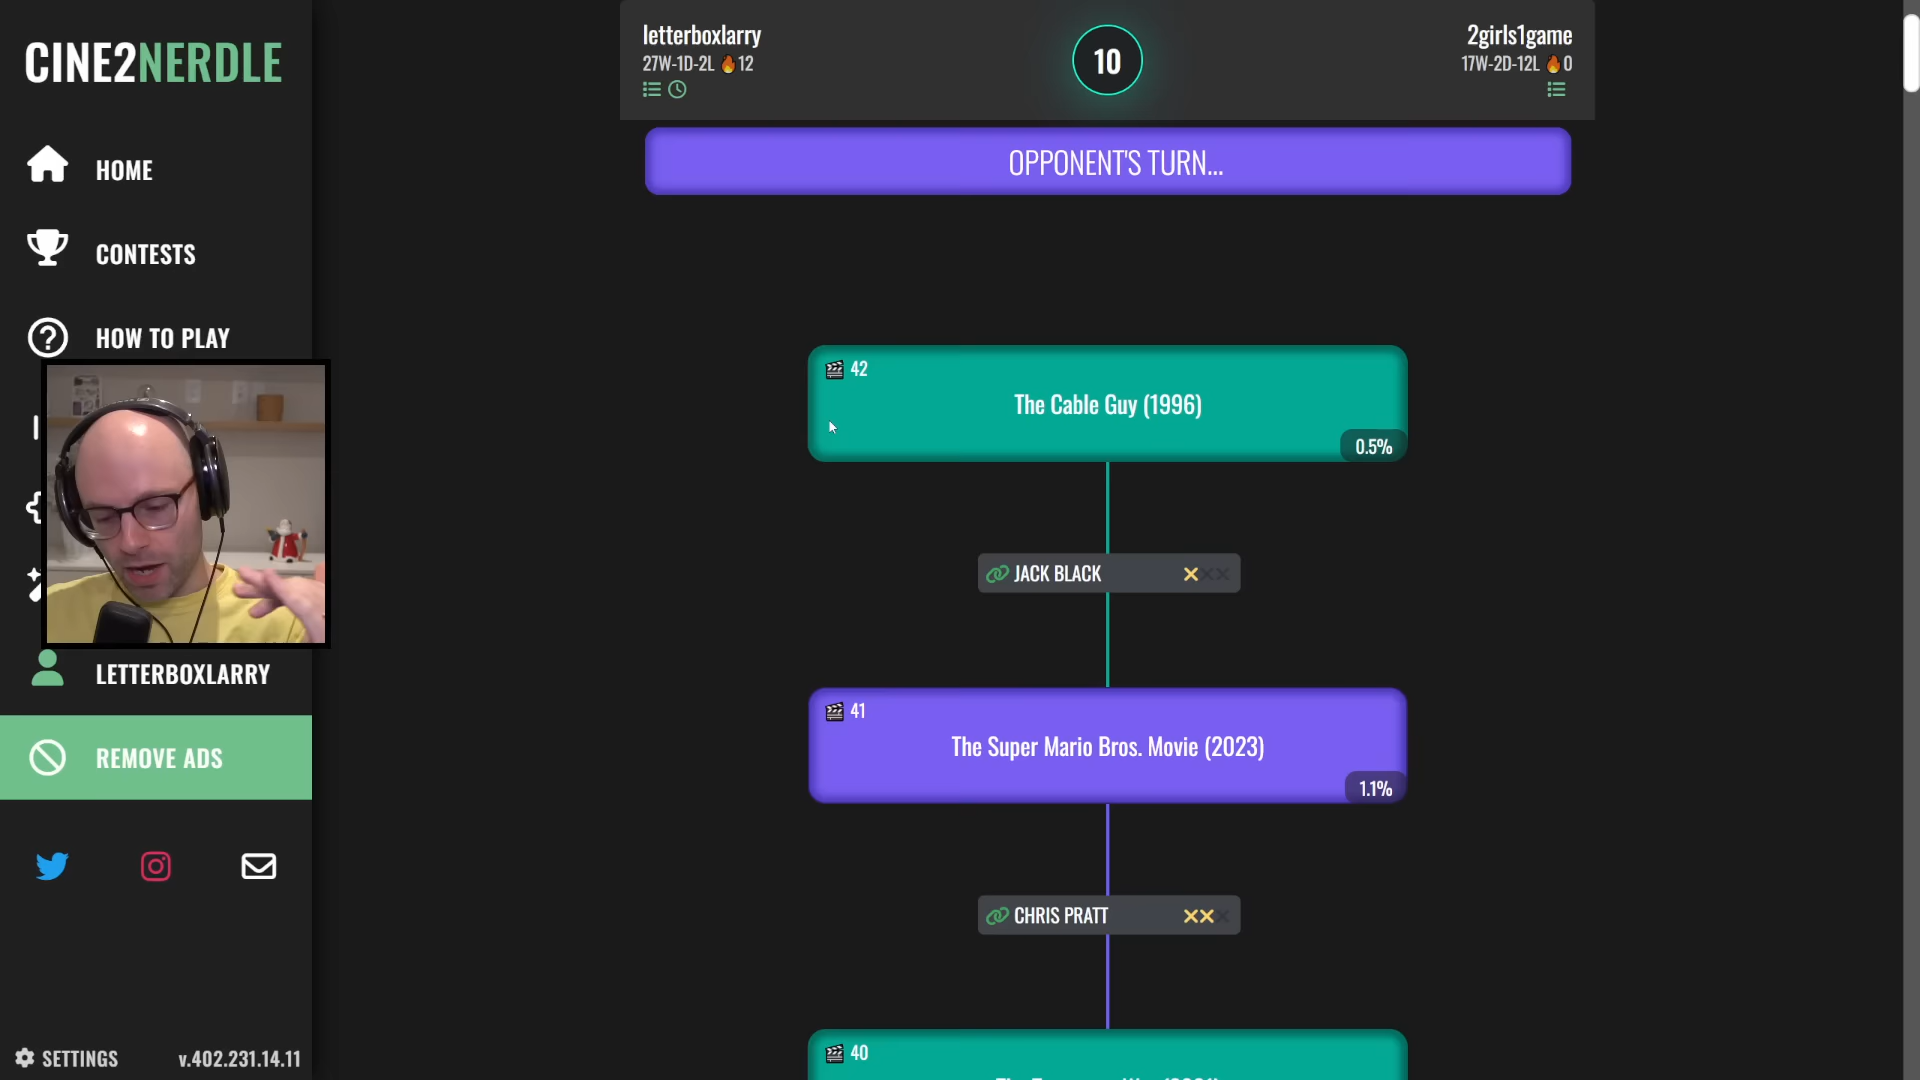 CINE2NERDLE
HOME
CONTESTS
HOW TO PLAY
LETTERBOXLARRY
REMOVE ADS
SETTINGS
v.402.231.14.11
letterboxlarry
27W-1D-2L 🔥12
10
2girls1game
17W-2D-12L 🔥0
OPPONENT'S TURN...
42
The Cable Guy (1996)
0.5%
JACK BLACK
41
The Super Mario Bros. Movie (2023)
1.1%
CHRIS PRATT
40